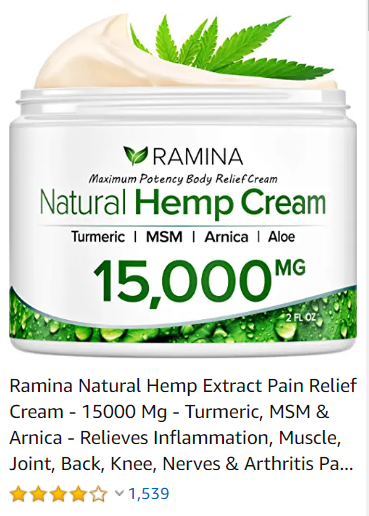 RAMINA
Maximum Potency Body Relief Cream
Natural Hemp Cream
Turmeric | MSM | Arnica | Aloe
15,000 MG
2 FL OZ
Ramina Natural Hemp Extract Pain Relief
Cream - 15000 Mg - Turmeric, MSM &
Arnica - Relieves Inflammation, Muscle,
Joint, Back, Knee, Nerves & Arthritis Pa...
1,539